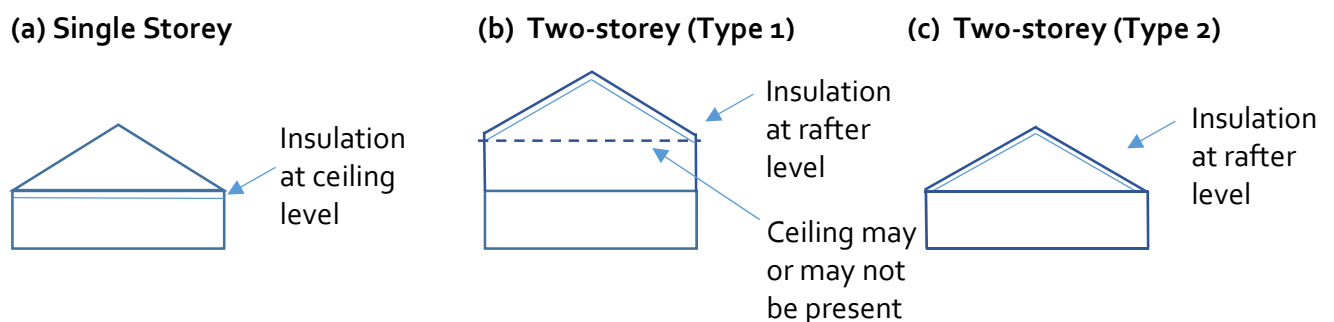 (a) Single Storey
(b) Two-storey (Type 1)
(c) Two-storey (Type 2)
Insulation
at ceiling
level
Insulation
at rafter
level
Ceiling may
or may not
be present
Insulation
at rafter
level